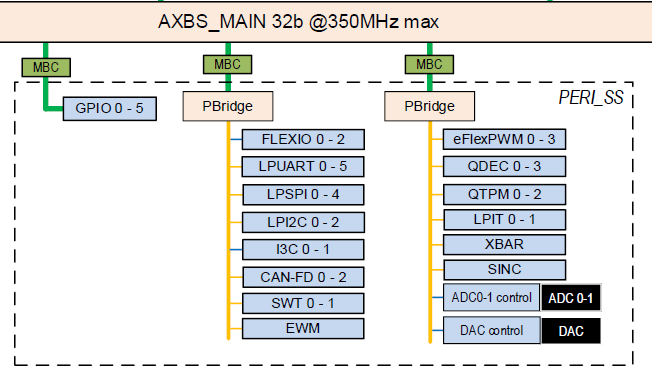 AXBS_MAIN 32b @350MHz max
MBC
MBC
MBC
PERI_SS
GPIO 0 - 5
PBridge
PBridge
FLEXIO 0 - 2
LPUART 0 - 5
LPSPI 0 - 4
LPI2C 0 - 2
I3C 0 - 1
CAN-FD 0 - 2
SWT 0 - 1
EWM
eFlexPWM 0 - 3
QDEC 0 - 3
QTPM 0 - 2
LPIT 0 - 1
XBAR
SINC
ADC0-1 control
ADC 0-1
DAC control
DAC